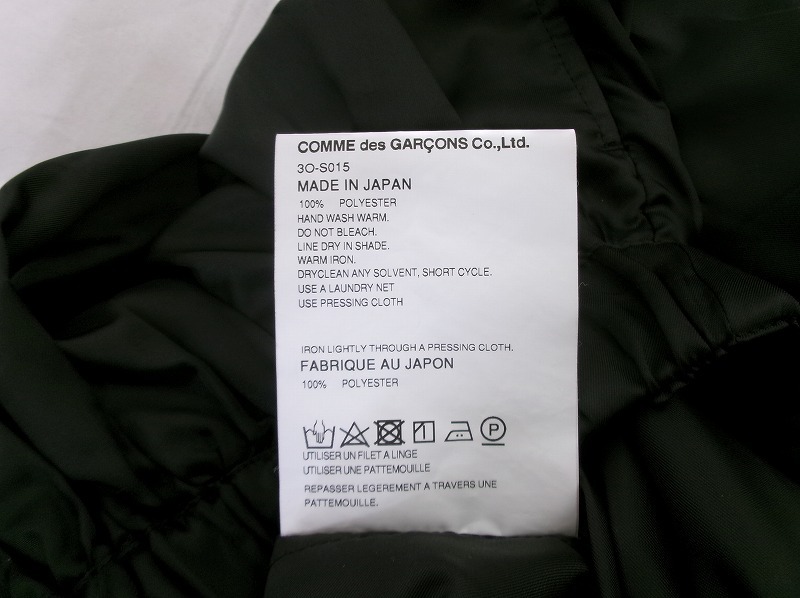 COMME des GARÇONS Co.,Ltd.
3O-S015
MADE IN JAPAN
100% POLYESTER
HAND WASH WARM.
DO NOT BLEACH.
LINE DRY IN SHADE.
WARM IRON.
DRYCLEAN ANY SOLVENT, SHORT CYCLE.
USE A LAUNDRY NET
USE PRESSING CLOTH
IRON LIGHTLY THROUGH A PRESSING CLOTH.
FABRIQUE AU JAPON
100% POLYESTER
P
UTILISER UN FILET A LINGE
UTILISER UNE PATTEMOUILLE
REPASSER LEGEREMENT A TRAVERS UNE
PATTEMOUILLE.